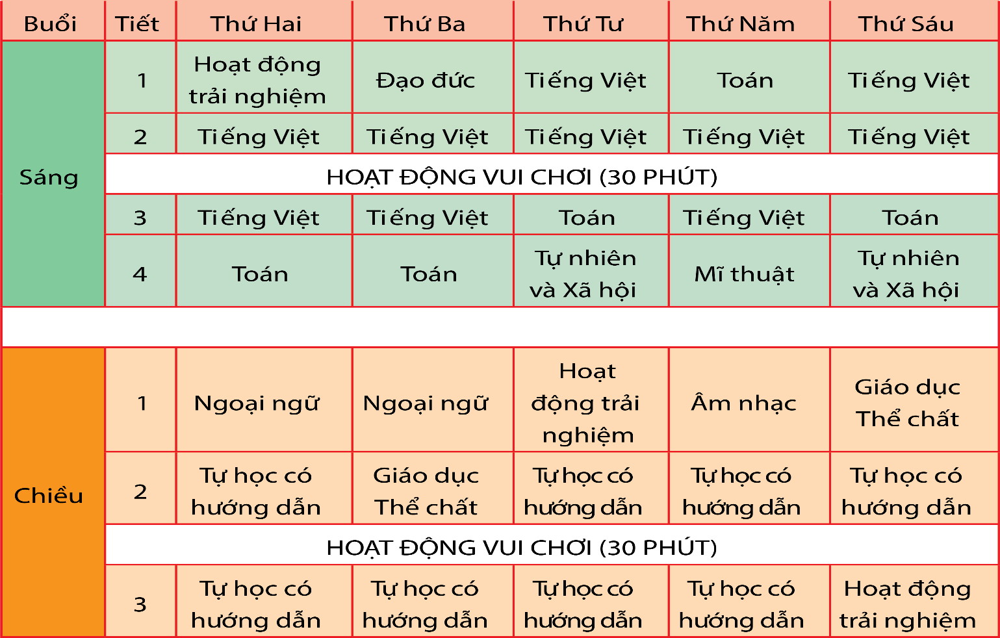 Buổi Tiết Thứ Hai Thứ Ba Thứ Tư Thứ Năm Thứ Sáu
Sáng
1 Hoạt động trải nghiệm Đạo đức Tiếng Việt Toán Tiếng Việt
2 Tiếng Việt Tiếng Việt Tiếng Việt Tiếng Việt Tiếng Việt
HOẠT ĐỘNG VUI CHƠI (30 PHÚT)
3 Tiếng Việt Tiếng Việt Toán Tiếng Việt Toán
4 Toán Toán Tự nhiên và Xã hội Mĩ thuật Tự nhiên và Xã hội
Chiều
1 Ngoại ngữ Ngoại ngữ Hoạt động trải nghiệm Âm nhạc Giáo dục Thể chất
2 Tự học có hướng dẫn Giáo dục Thể chất Tự học có hướng dẫn Tự học có hướng dẫn Tự học có hướng dẫn
HOẠT ĐỘNG VUI CHƠI (30 PHÚT)
3 Tự học có hướng dẫn Tự học có hướng dẫn Tự học có hướng dẫn Tự học có hướng dẫn Hoạt động trải nghiệm